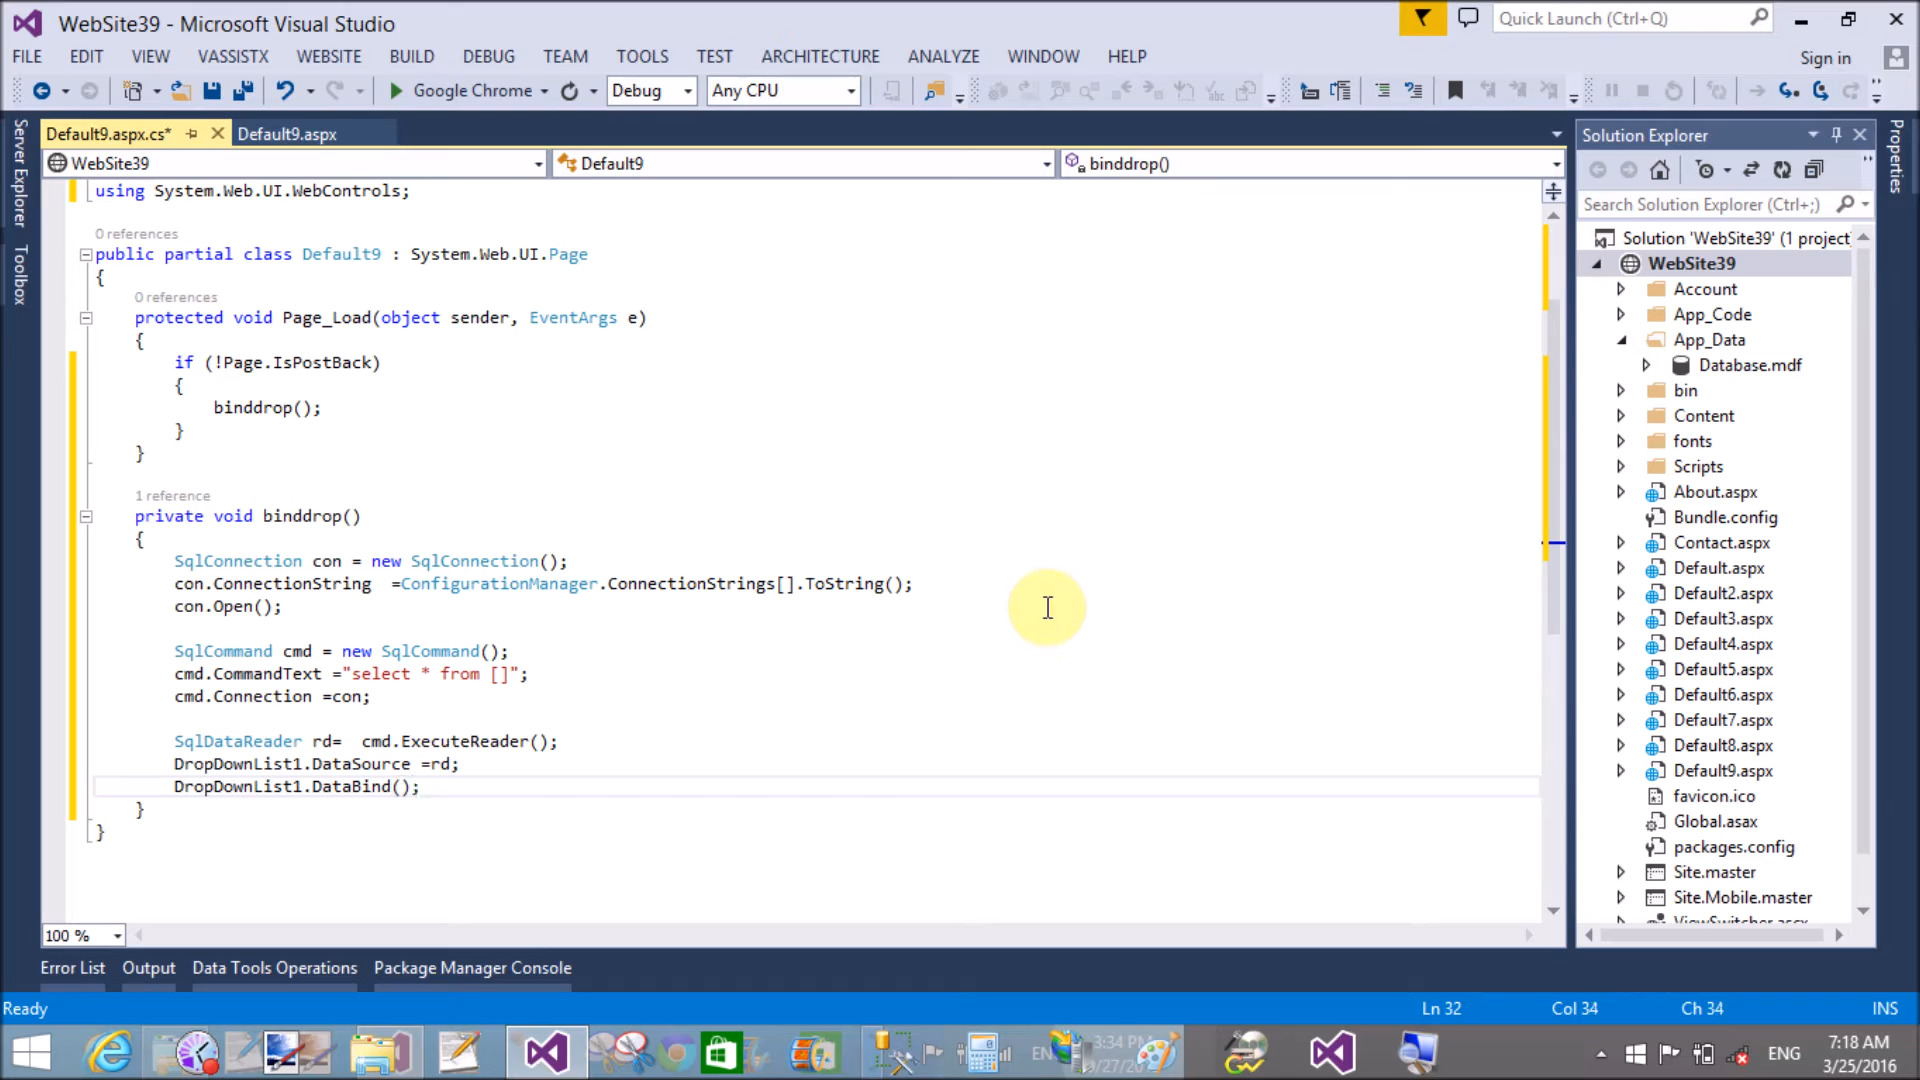 WebSite39 - Microsoft Visual Studio
Quick Launch (Ctrl+Q)
FILE EDIT VIEW VASSISTX WEBSITE BUILD DEBUG TEAM TOOLS TEST ARCHITECTURE ANALYZE WINDOW HELP
Sign in
Google Chrome Debug Any CPU
Server Explorer
Toolbox
Default9.aspx.cs* Default9.aspx
WebSite39 Default9 binddrop()
using System.Web.UI.WebControls;
0 references
public partial class Default9 : System.Web.UI.Page
{
0 references
protected void Page_Load(object sender, EventArgs e)
{
if (!Page.IsPostBack)
{
binddrop();
}
}
1 reference
private void binddrop()
{
SqlConnection con = new SqlConnection();
con.ConnectionString =ConfigurationManager.ConnectionStrings[].ToString();
con.Open();
SqlCommand cmd = new SqlCommand();
cmd.CommandText ="select * from []";
cmd.Connection =con;
SqlDataReader rd= cmd.ExecuteReader();
DropDownList1.DataSource =rd;
DropDownList1.DataBind();
}
}
100 %
Solution Explorer
Search Solution Explorer (Ctrl+;)
Solution 'WebSite39' (1 project
WebSite39
Account
App_Code
App_Data
Database.mdf
bin
Content
fonts
Scripts
About.aspx
Bundle.config
Contact.aspx
Default.aspx
Default2.aspx
Default3.aspx
Default4.aspx
Default5.aspx
Default6.aspx
Default7.aspx
Default8.aspx
Default9.aspx
favicon.ico
Global.asax
packages.config
Site.master
Site.Mobile.master
ViewSwitcher.ascx
Properties
Error List Output Data Tools Operations Package Manager Console
Ready Ln 32 Col 34 Ch 34 INS
EN 3:34 PM
ENG
7:18 AM
3/25/2016